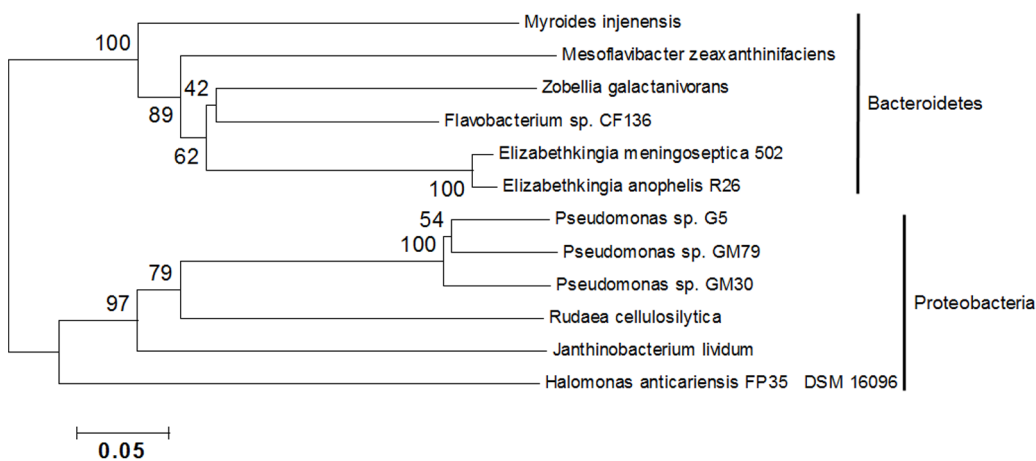 Myroides injenensis
100
Mesoflavibacter zeaxanthinifaciens
42
Zobellia galactanivorans
Bacteroidetes
89
Flavobacterium sp. CF136
62
Elizabethkingia meningoseptica 502
100
Elizabethkingia anophelis R26
54
Pseudomonas sp. G5
100
Pseudomonas sp. GM79
79
Pseudomonas sp. GM30
Proteobacteria
97
Rudaea cellulosilytica
Janthinobacterium lividum
Halomonas anticariensis FP35 DSM 16096
0.05